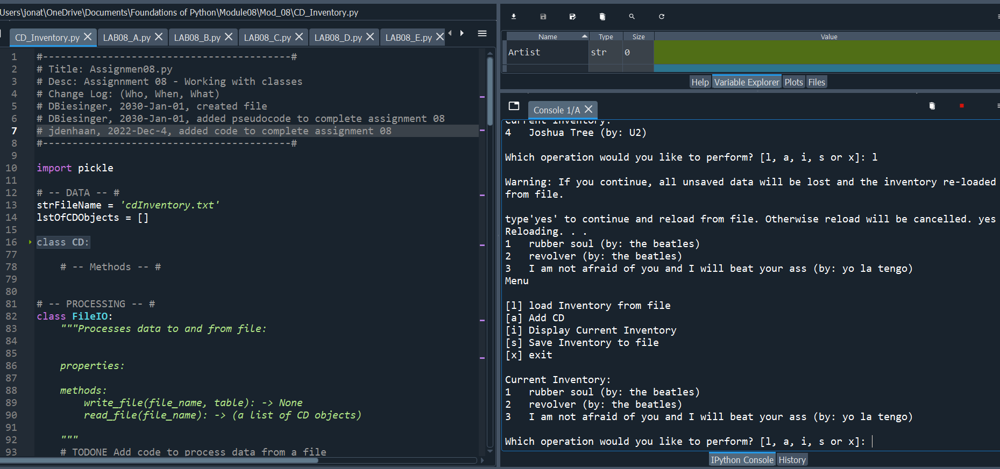 Users\jonat\OneDrive\Documents\Foundations of Python\Module08\Mod_08\CD_Inventory.py
CD_Inventory.py LAB08_A.py LAB08_B.py LAB08_C.py LAB08_D.py LAB08_E.py
1 #------------------------------------------#
2 # Title: Assignmen08.py
3 # Desc: Assignnment 08 - Working with classes
4 # Change Log: (Who, When, What)
5 # DBiesinger, 2030-Jan-01, created file
6 # DBiesinger, 2030-Jan-01, added pseudocode to complete assignment 08
7 # jdenhaan, 2022-Dec-4, added code to complete assignment 08
8 #------------------------------------------#
9
10 import pickle
11
12 # -- DATA -- #
13 strFileName = 'cdInventory.txt'
14 lstOfCDObjects = []
15
16 class CD:
77
78 # -- Methods -- #
79
80
81 # -- PROCESSING -- #
82 class FileIO:
83 """Processes data to and from file:
84
85
86 properties:
87
88 methods:
89 write_file(file_name, table): -> None
90 read_file(file_name): -> (a list of CD objects)
91
92 """
93 # TODONE Add code to process data from a file
Name Type Size Value
Artist str 0
Help Variable Explorer Plots Files
Console 1/A
Current Inventory:
4 Joshua Tree (by: U2)
Which operation would you like to perform? [l, a, i, s or x]: l
Warning: If you continue, all unsaved data will be lost and the inventory re-loaded
from file.
type'yes' to continue and reload from file. Otherwise reload will be cancelled. yes
Reloading. . .
1 rubber soul (by: the beatles)
2 revolver (by: the beatles)
3 I am not afraid of you and I will beat your ass (by: yo la tengo)
Menu
[l] load Inventory from file
[a] Add CD
[i] Display Current Inventory
[s] Save Inventory to file
[x] exit
Current Inventory:
1 rubber soul (by: the beatles)
2 revolver (by: the beatles)
3 I am not afraid of you and I will beat your ass (by: yo la tengo)
Which operation would you like to perform? [l, a, i, s or x]:
IPython Console History